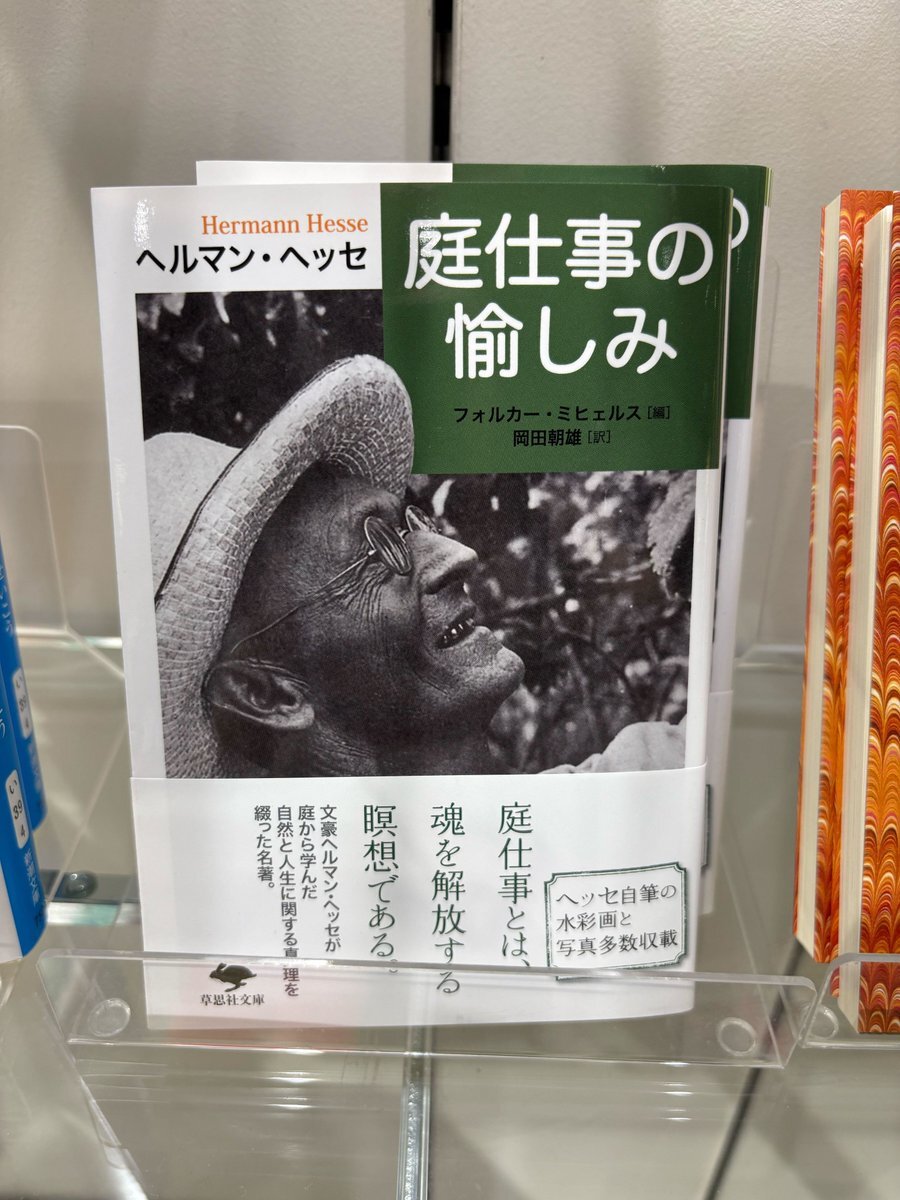 Hermann Hesse
ヘルマン・ヘッセ
庭仕事の
愉しみ
フォルカー・ミヒェルス［編］
岡田朝雄［訳］
庭仕事とは、
魂を解放する
瞑想である。
文豪ヘルマン・ヘッセが
庭から学んだ
自然と人生に関する真理を
綴った名著。
ヘッセ自筆の
水彩画と
写真多数収載
草思社文庫
の
い
39
4